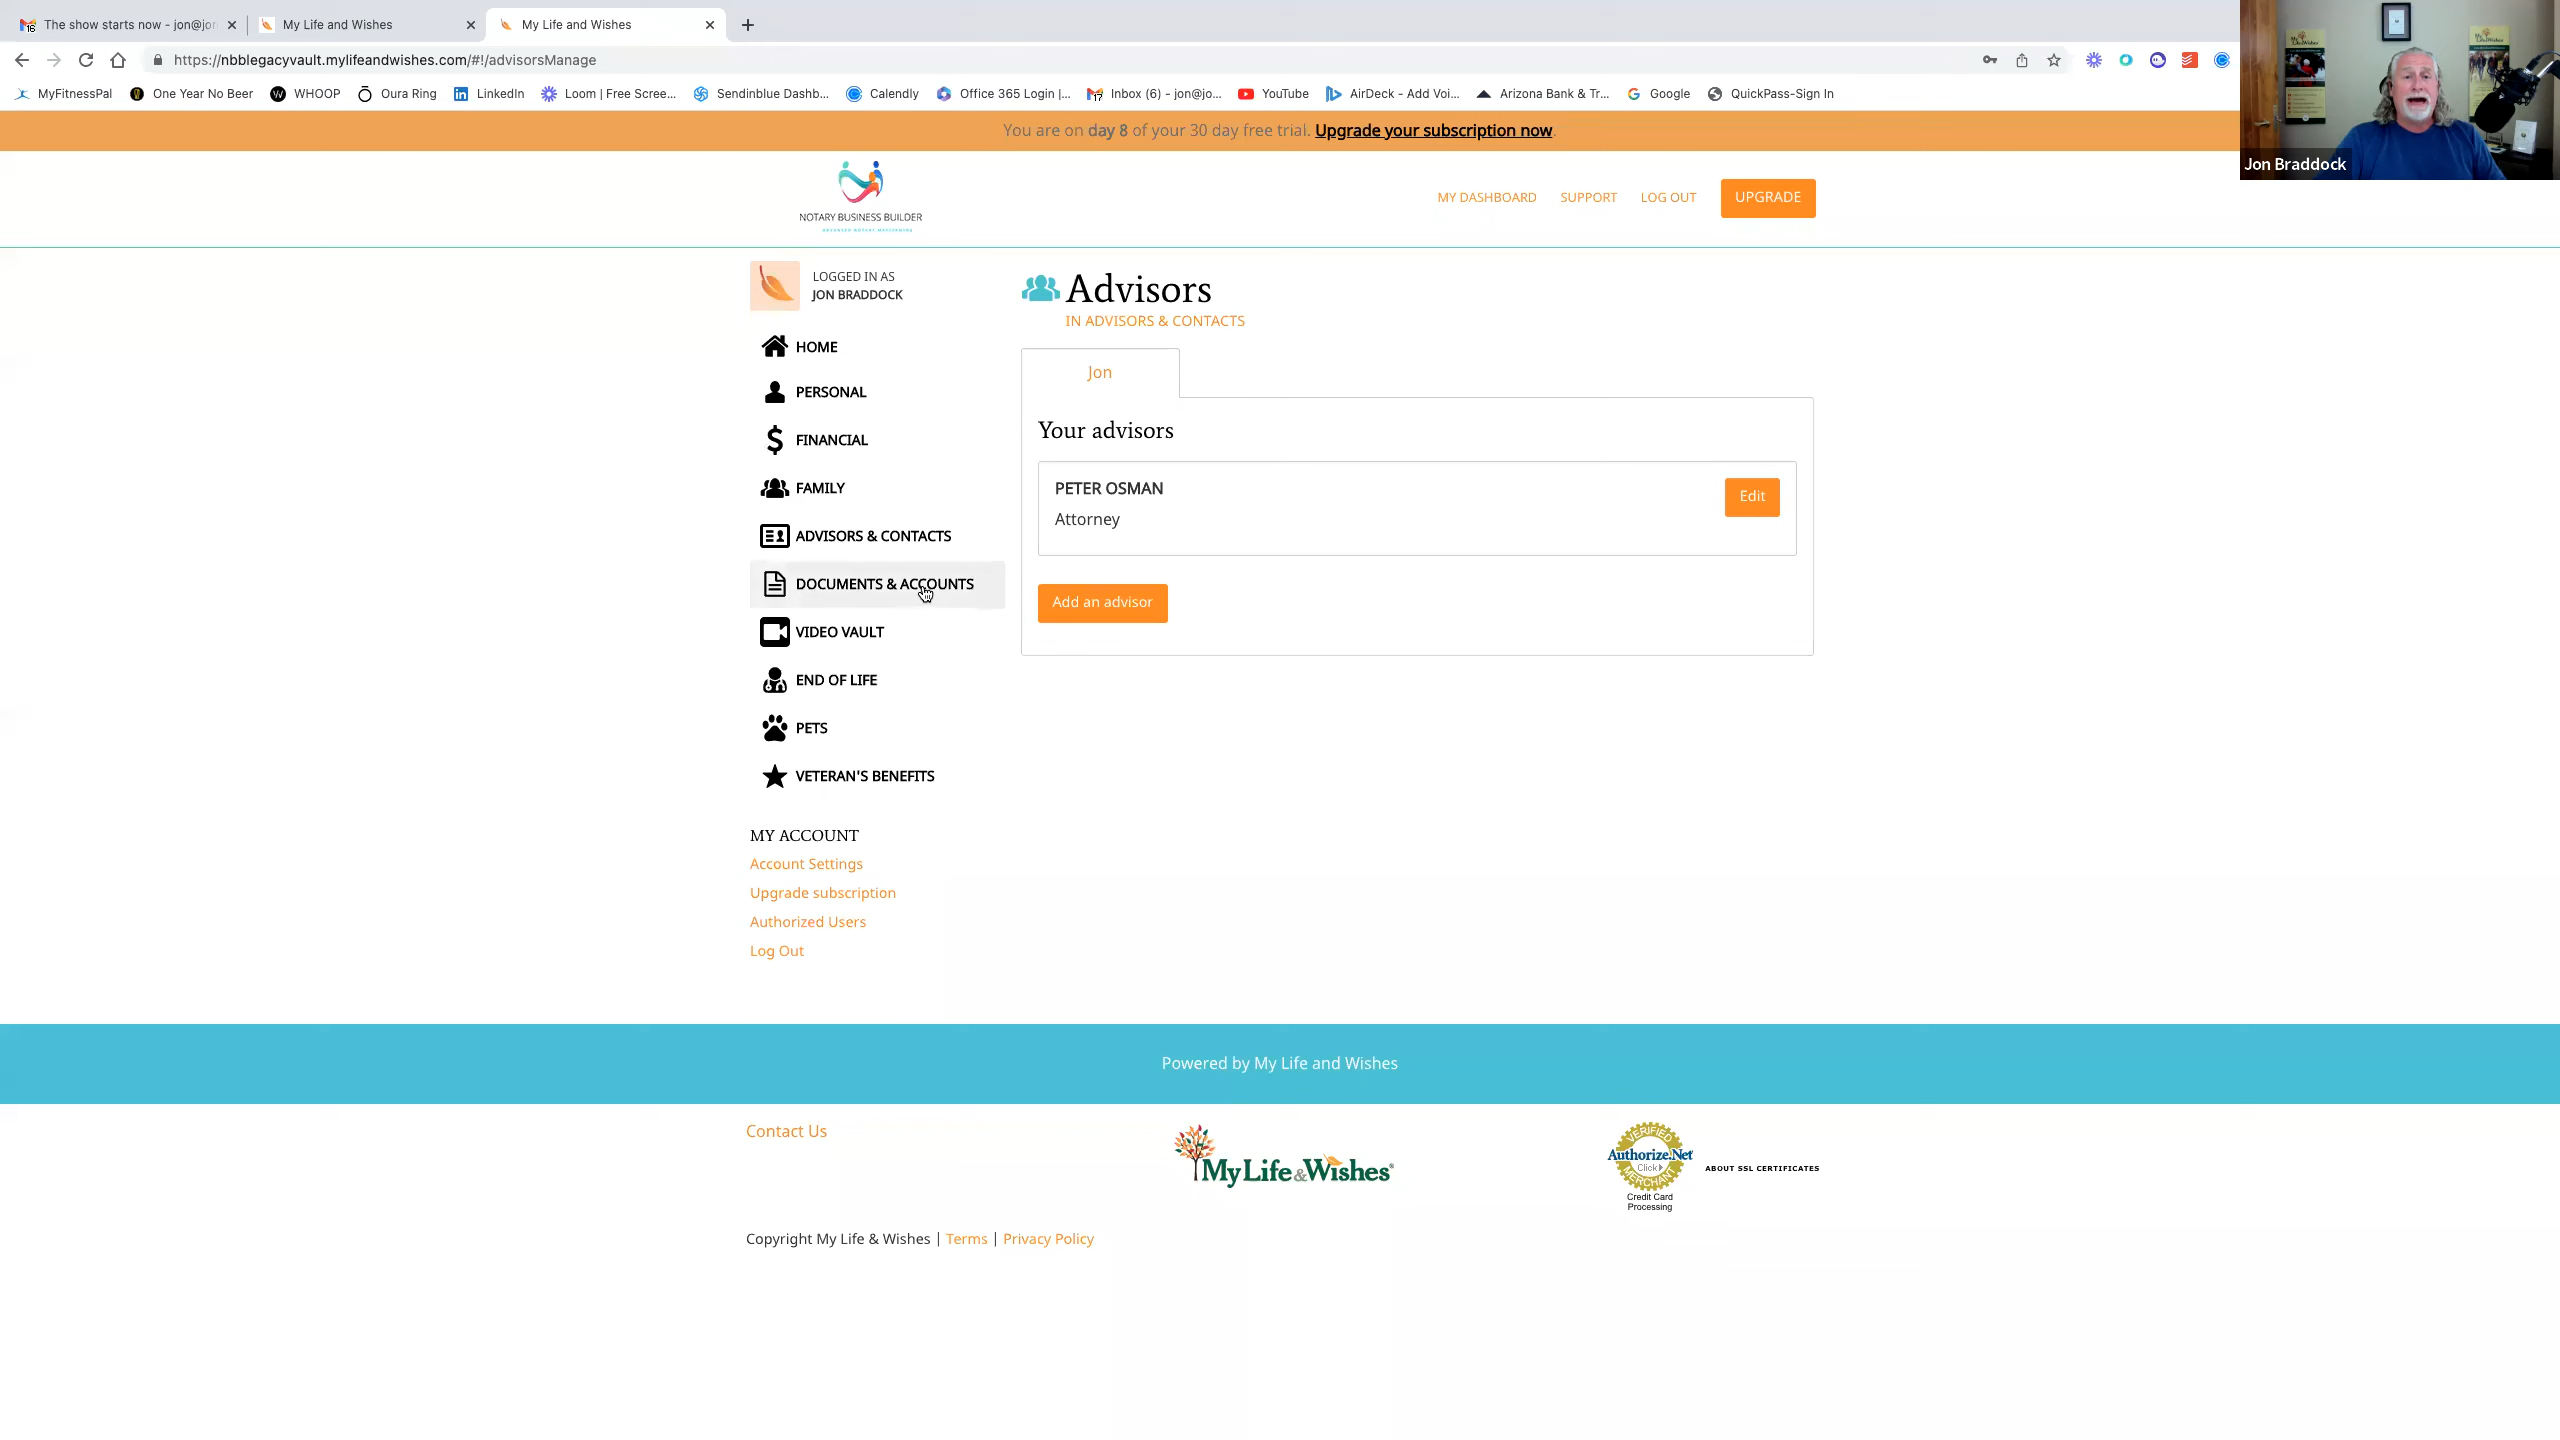 The show starts now - jon@jor
My Life and Wishes
My Life and Wishes
https://nbblegacyvault.mylifeandwishes.com/#!/advisorsManage
MyFitnessPal
One Year No Beer
WHOOP
Oura Ring
LinkedIn
Loom | Free Scree...
Sendinblue Dashb...
Calendly
Office 365 Login |...
Inbox (6) - jon@jo...
YouTube
AirDeck - Add Voi...
Arizona Bank & Tr...
Google
QuickPass-Sign In
Jon Braddock
You are on day 8 of your 30 day free trial. Upgrade your subscription now.
NOTARY BUSINESS BUILDER
MY DASHBOARD
SUPPORT
LOG OUT
UPGRADE
LOGGED IN AS
JON BRADDOCK
HOME
PERSONAL
FINANCIAL
FAMILY
ADVISORS & CONTACTS
DOCUMENTS & ACCOUNTS
VIDEO VAULT
END OF LIFE
PETS
VETERAN'S BENEFITS
MY ACCOUNT
Account Settings
Upgrade subscription
Authorized Users
Log Out
Advisors
IN ADVISORS & CONTACTS
Jon
Your advisors
PETER OSMAN
Attorney
Edit
Add an advisor
Powered by My Life and Wishes
Contact Us
My Life & Wishes®
VERIFIED
Authorize.Net
Click
MERCHANT
Credit Card
Processing
ABOUT SSL CERTIFICATES
Copyright My Life & Wishes | Terms | Privacy Policy